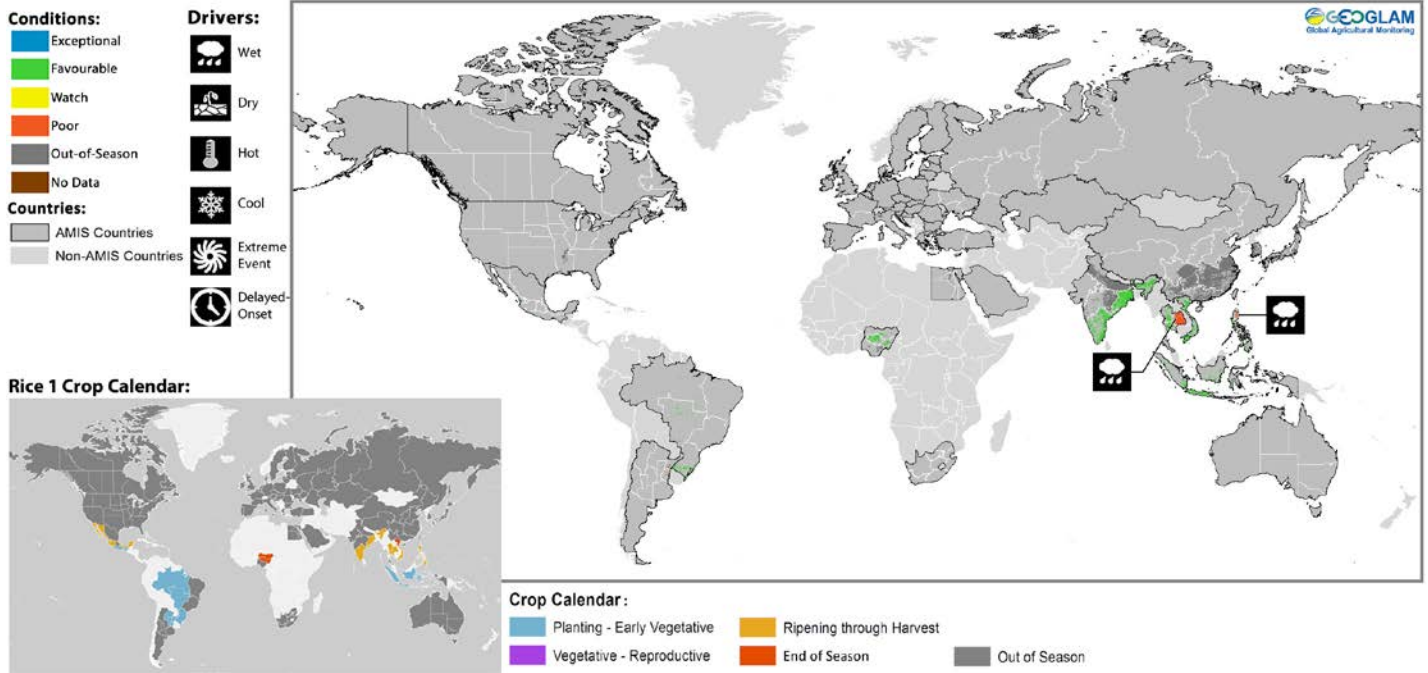 Conditions:
Exceptional
Favourable
Watch
Poor
Out-of-Season
No Data
Countries:
AMIS Countries
Non-AMIS Countries
Drivers:
Wet
Dry
Hot
Cool
Extreme
Event
Delayed-
Onset
GEOGLAM
Global Agricultural Monitoring
Rice 1 Crop Calendar:
Crop Calendar:
Planting - Early Vegetative
Vegetative - Reproductive
Ripening through Harvest
End of Season
Out of Season